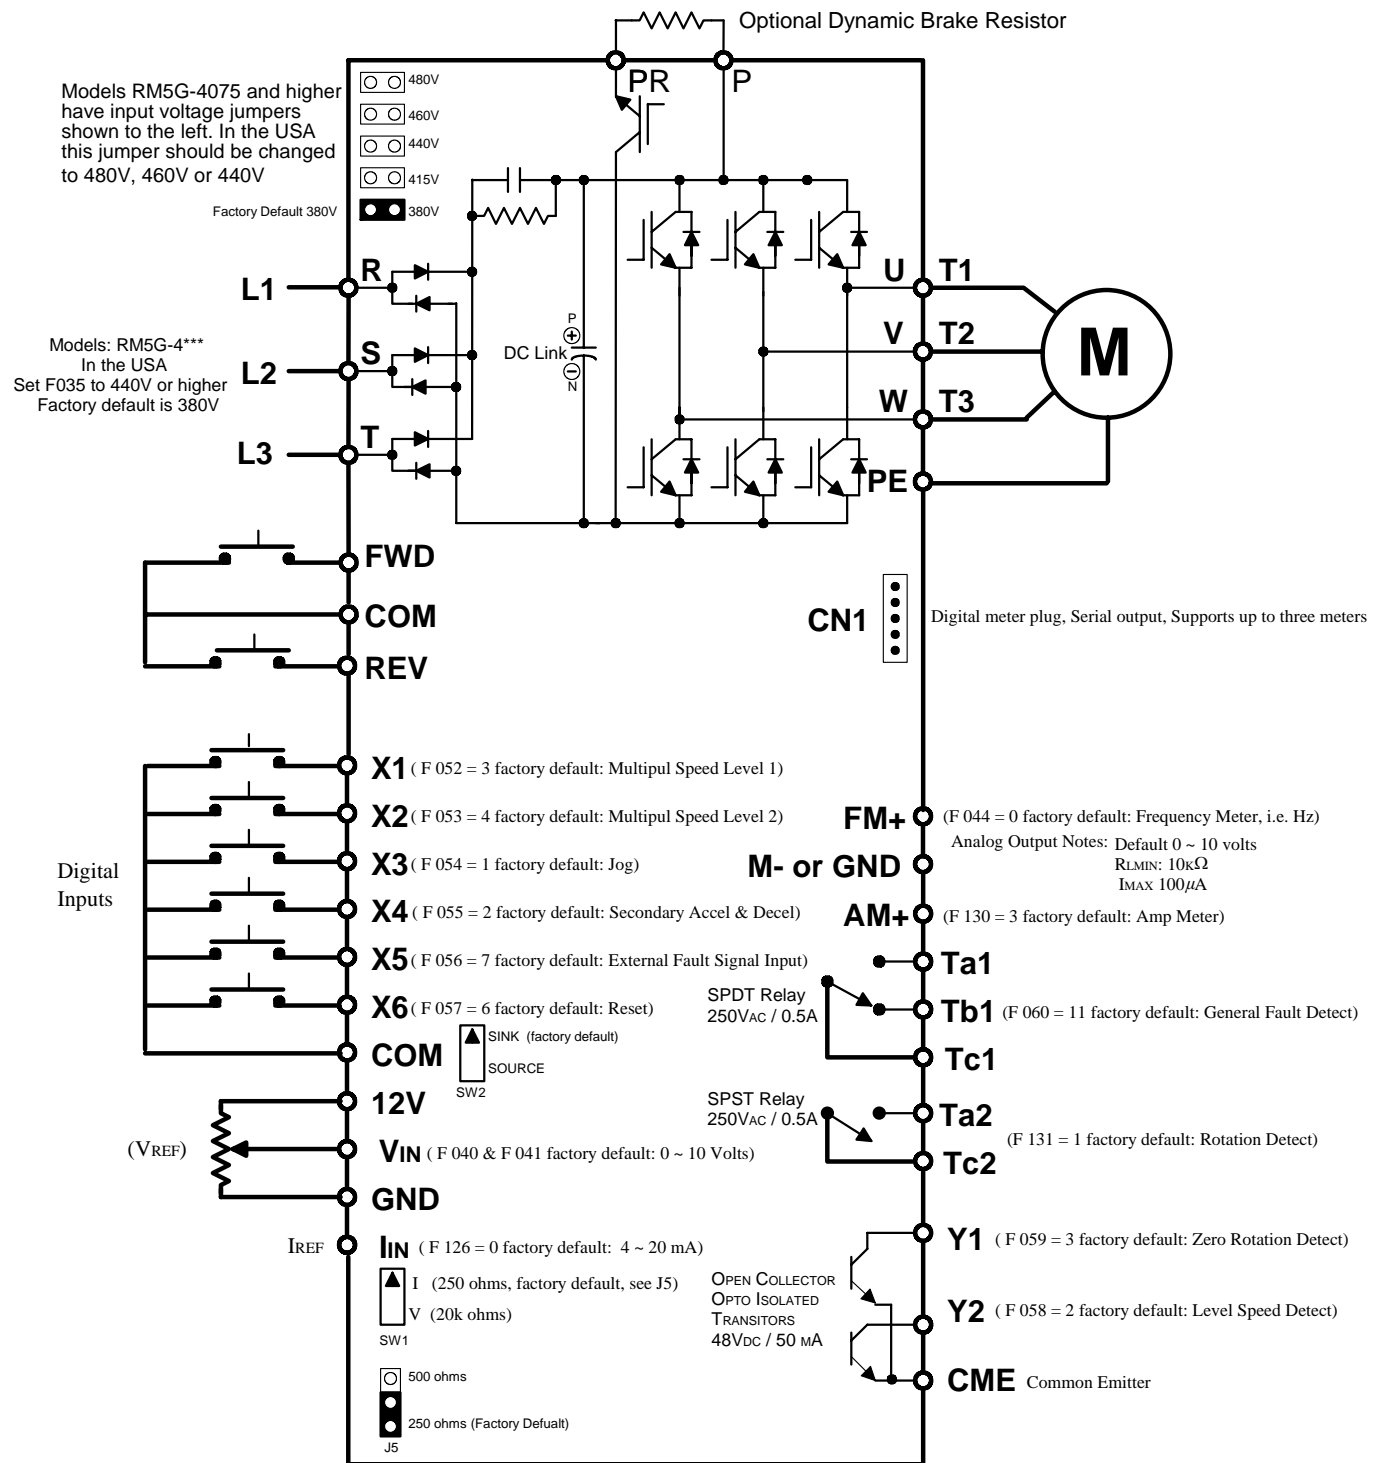 Optional Dynamic Brake Resistor
PR
P
Models RM5G-4075 and higher
have input voltage jumpers
shown to the left. In the USA
this jumper should be changed
to 480V, 460V or 440V
480V
460V
440V
415V
Factory Default 380V
380V
L1
R
L2
S
L3
T
Models: RM5G-4***
In the USA
Set F035 to 440V or higher
Factory default is 380V
P
DC Link
N
U
T1
V
T2
W
T3
PE
M
FWD
COM
REV
CN1
Digital meter plug, Serial output, Supports up to three meters
Digital
Inputs
X1 ( F 052 = 3 factory default: Multipul Speed Level 1)
X2 ( F 053 = 4 factory default: Multipul Speed Level 2)
X3 ( F 054 = 1 factory default: Jog)
X4 ( F 055 = 2 factory default: Secondary Accel & Decel)
X5 ( F 056 = 7 factory default: External Fault Signal Input)
X6 ( F 057 = 6 factory default: Reset)
COM
SINK (factory default)
SOURCE
SW2
12V
(VREF)
VIN ( F 040 & F 041 factory default: 0 ~ 10 Volts)
GND
IREF
IIN ( F 126 = 0 factory default: 4 ~ 20 mA)
I (250 ohms, factory default, see J5)
V (20k ohms)
SW1
500 ohms
250 ohms (Factory Defualt)
J5
FM+ (F 044 = 0 factory default: Frequency Meter, i.e. Hz)
Analog Output Notes: Default 0 ~ 10 volts
RLMIN: 10KΩ
IMAX 100µA
M- or GND
AM+ (F 130 = 3 factory default: Amp Meter)
SPDT Relay
250VAC / 0.5A
Ta1
Tb1 (F 060 = 11 factory default: General Fault Detect)
Tc1
SPST Relay
250VAC / 0.5A
Ta2
(F 131 = 1 factory default: Rotation Detect)
Tc2
OPEN COLLECTOR
OPTO ISOLATED
TRANSITORS
48VDC / 50 MA
Y1 ( F 059 = 3 factory default: Zero Rotation Detect)
Y2 ( F 058 = 2 factory default: Level Speed Detect)
CME Common Emitter